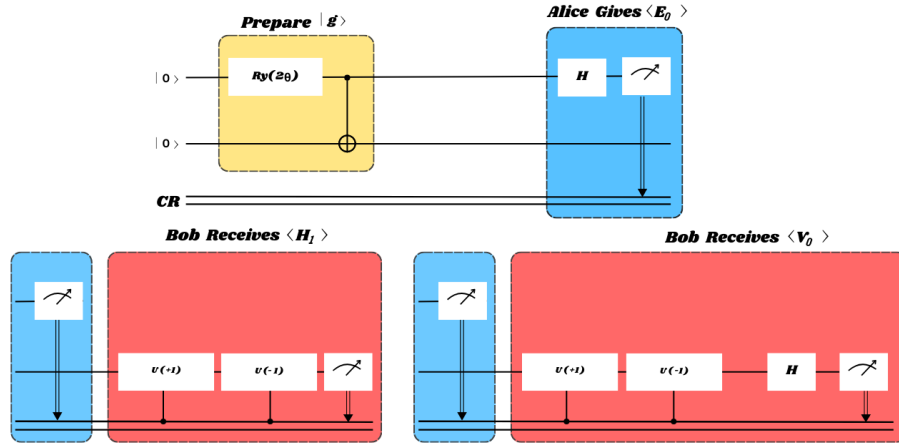 Prepare |g>
Alice Gives ⟨E₀⟩
|0>
Ry(2θ)
H
|0>
CR
Bob Receives ⟨H₁⟩
Bob Receives ⟨V₀⟩
U(+1)
U(-1)
U(+1)
U(-1)
H